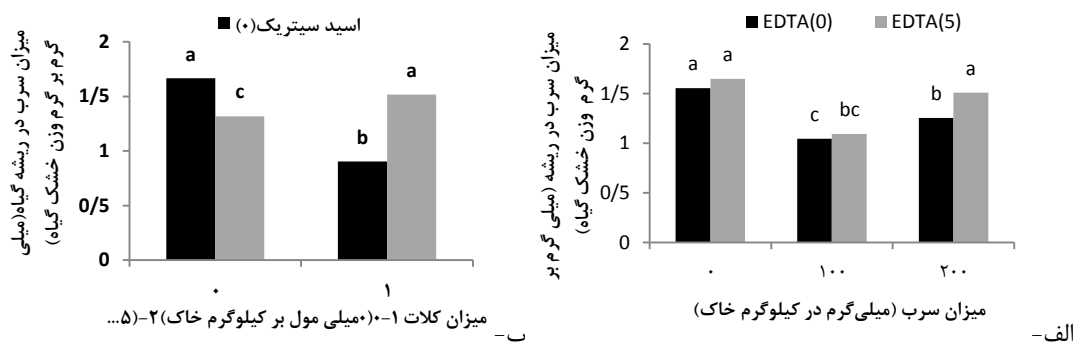 EDTA(0) EDTA(5)
میزان سرب در ریشه (میلی گرم بر
گرم وزن خشک گیاه)
2
1/5
1
0/5
0
a a
c bc
b a
۰ ۱۰۰ ۲۰۰
میزان سرب (میلی‌گرم در کیلوگرم خاک)
الف-
اسید سیتریک(۰)
میزان سرب در ریشه گیاه(میلی
گرم بر گرم وزن خشک گیاه)
2
1/5
1
0/5
0
a c
b a
۰ ۱
میزان کلات ۱-۰(۰میلی مول بر کیلوگرم خاک)۲-(۵...
ب-